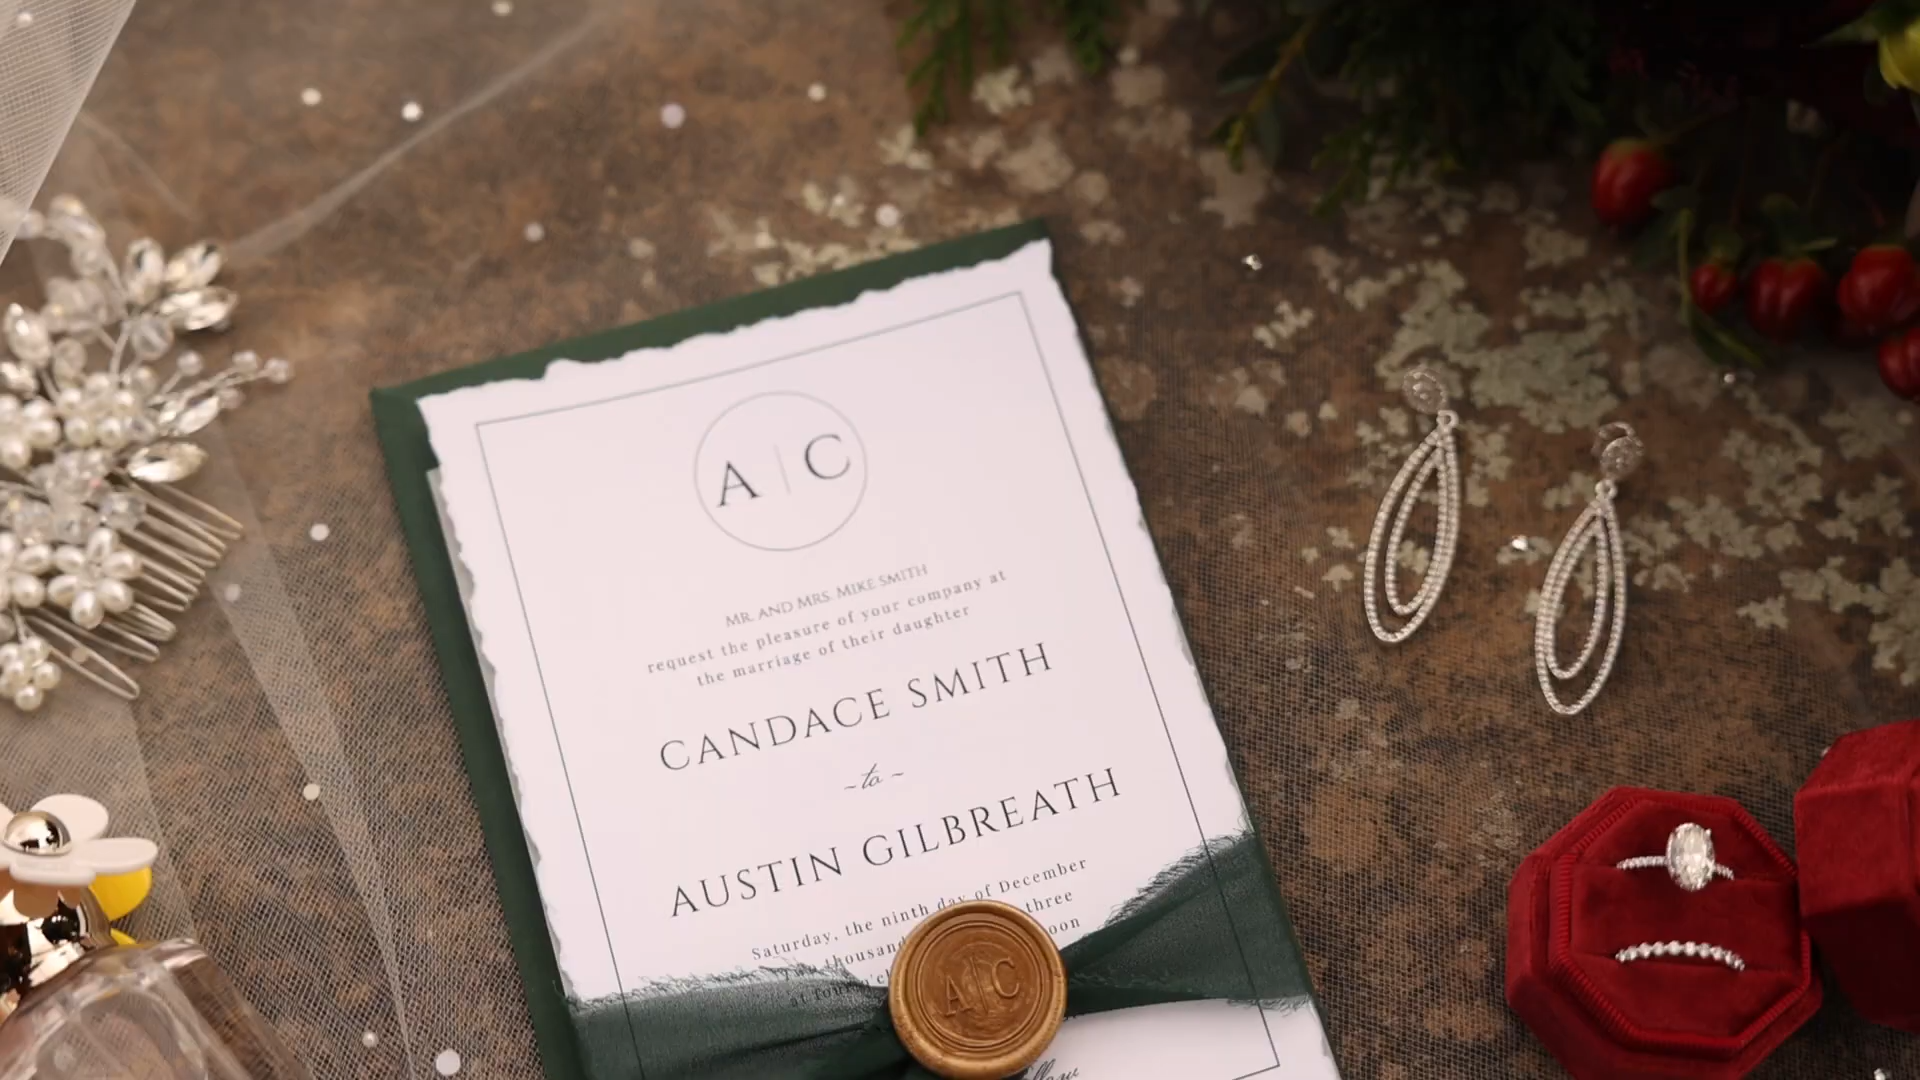 A | C
MR. AND MRS. MIKE SMITH
request the pleasure of your company at
the marriage of their daughter
CANDACE SMITH
~to~
AUSTIN GILBREATH
Saturday, the ninth day of December
three
A|C